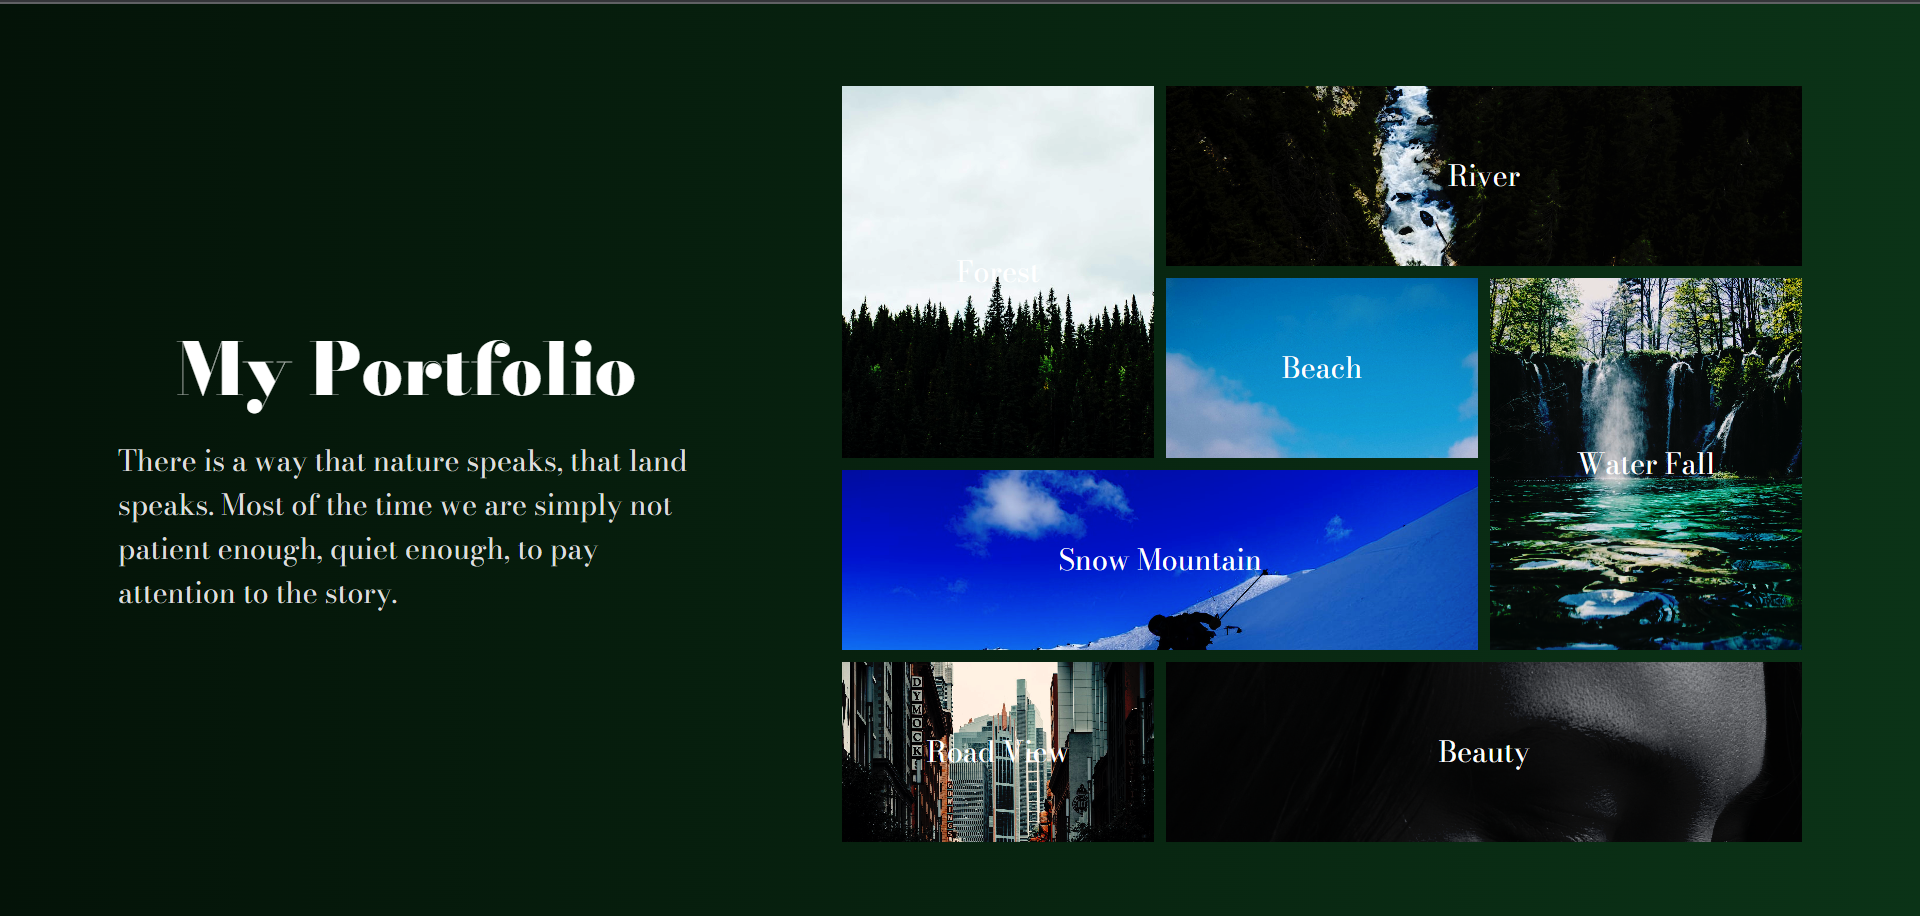 My Portfolio
There is a way that nature speaks, that land
speaks. Most of the time we are simply not
patient enough, quiet enough, to pay
attention to the story.
Forest
River
Beach
Water Fall
Snow Mountain
Road View
Beauty
DYMOCK